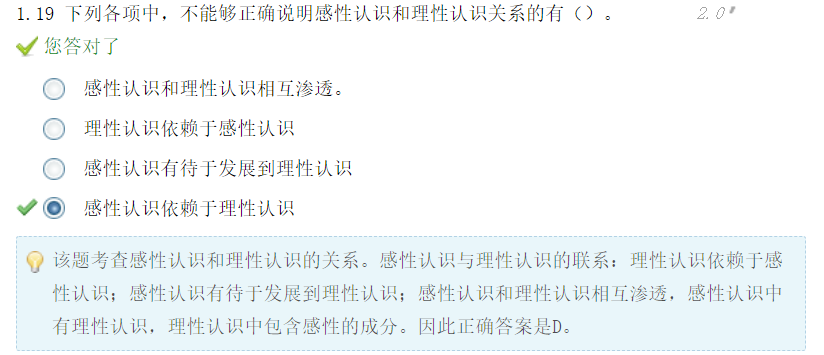 1.19 下列各项中，不能够正确说明感性认识和理性认识关系的有（）。 2.0
您答对了
感性认识和理性认识相互渗透。
理性认识依赖于感性认识
感性认识有待于发展到理性认识
感性认识依赖于理性认识
该题考查感性认识和理性认识的关系。感性认识与理性认识的联系：理性认识依赖于感
性认识；感性认识有待于发展到理性认识；感性认识和理性认识相互渗透，感性认识中
有理性认识，理性认识中包含感性的成分。因此正确答案是D。